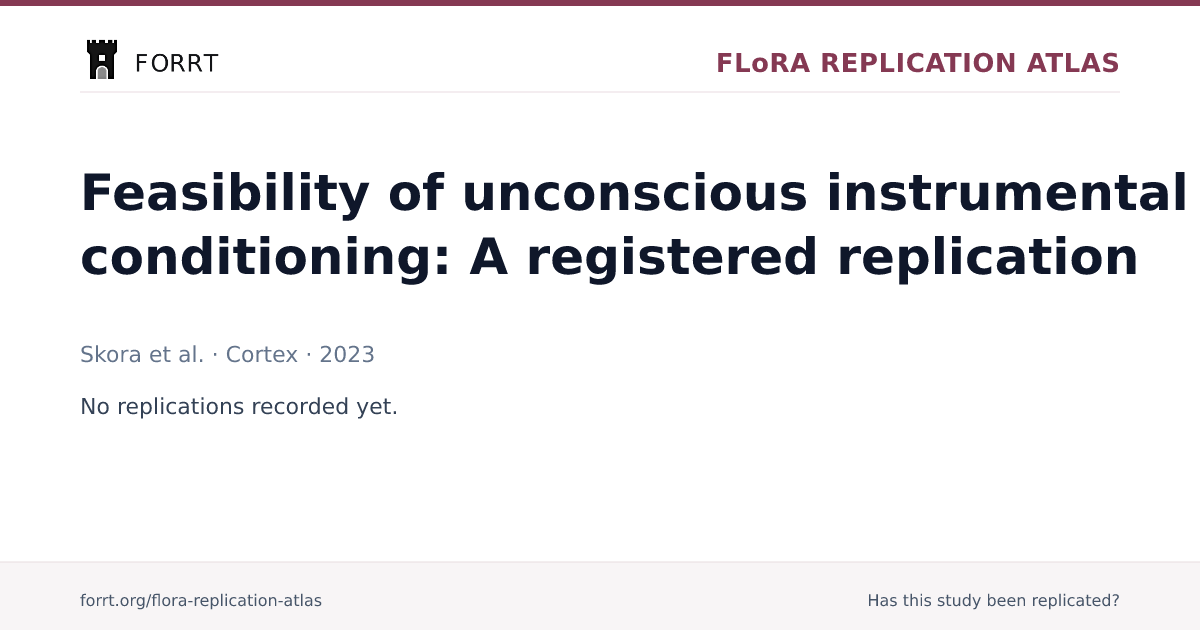 FORRT
FLoRA REPLICATION ATLAS
Feasibility of unconscious instrumental
conditioning: A registered replication
Skora et al. · Cortex · 2023
No replications recorded yet.
forrt.org/flora-replication-atlas
Has this study been replicated?